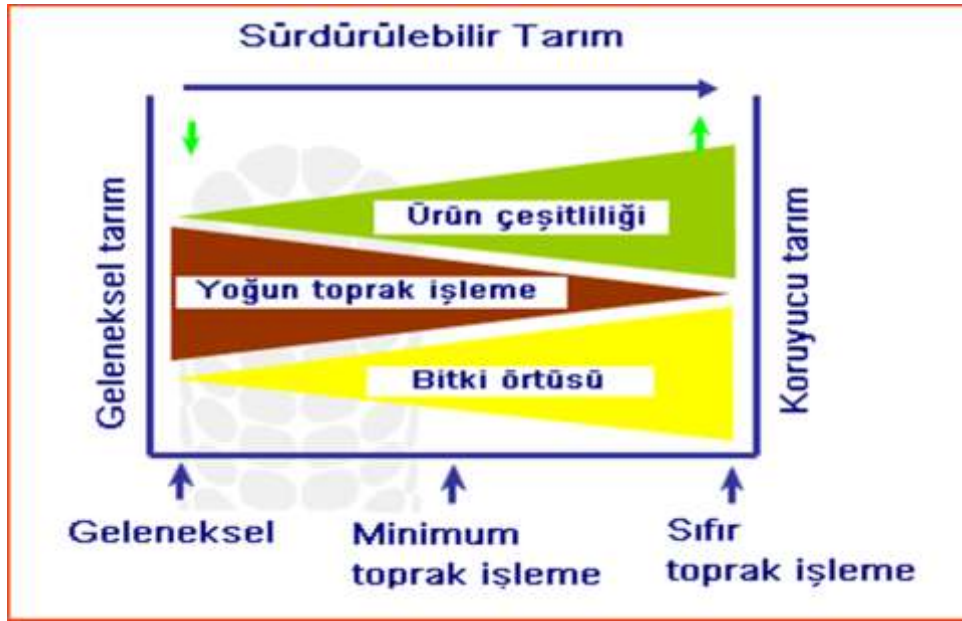 Sürdürülebilir Tarım
Geleneksel tarım
Ürün çeşitliliği
Yoğun toprak işleme
Bitki örtüsü
Koruyucu tarım
Geleneksel
Minimum
toprak işleme
Sıfır
toprak işleme